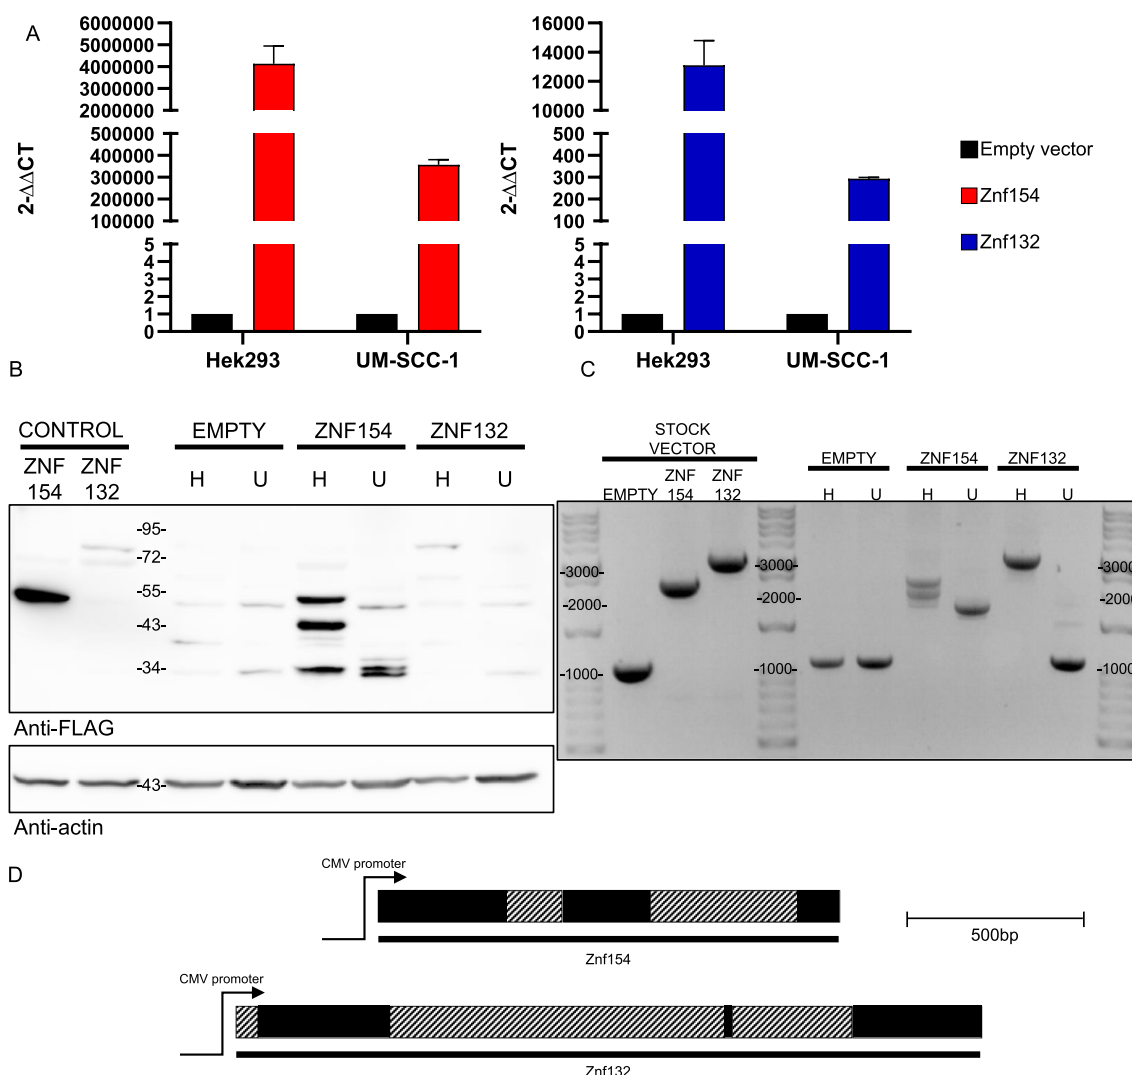 A
6000000
5000000
4000000
3000000
2000000
500000
400000
300000
200000
100000
5
4
3
2
1
0
2-ΔΔCT
Hek293
UM-SCC-1
16000
14000
12000
10000
500
400
300
200
100
5
4
3
2
1
0
2-ΔΔCT
Hek293
UM-SCC-1
Empty vector
Znf154
Znf132
B
CONTROL
EMPTY
ZNF154
ZNF132
ZNF
154
ZNF
132
H U H U H U
-95-
-72-
-55-
-43-
-34-
Anti-FLAG
-43-
Anti-actin
C
STOCK
VECTOR
EMPTY
ZNF
154
ZNF
132
EMPTY
ZNF154
ZNF132
H U H U H U
-3000- -3000- -3000-
-2000- -2000- -2000-
-1000- -1000- -1000-
D
CMV promoter
Znf154
500bp
CMV promoter
Znf132